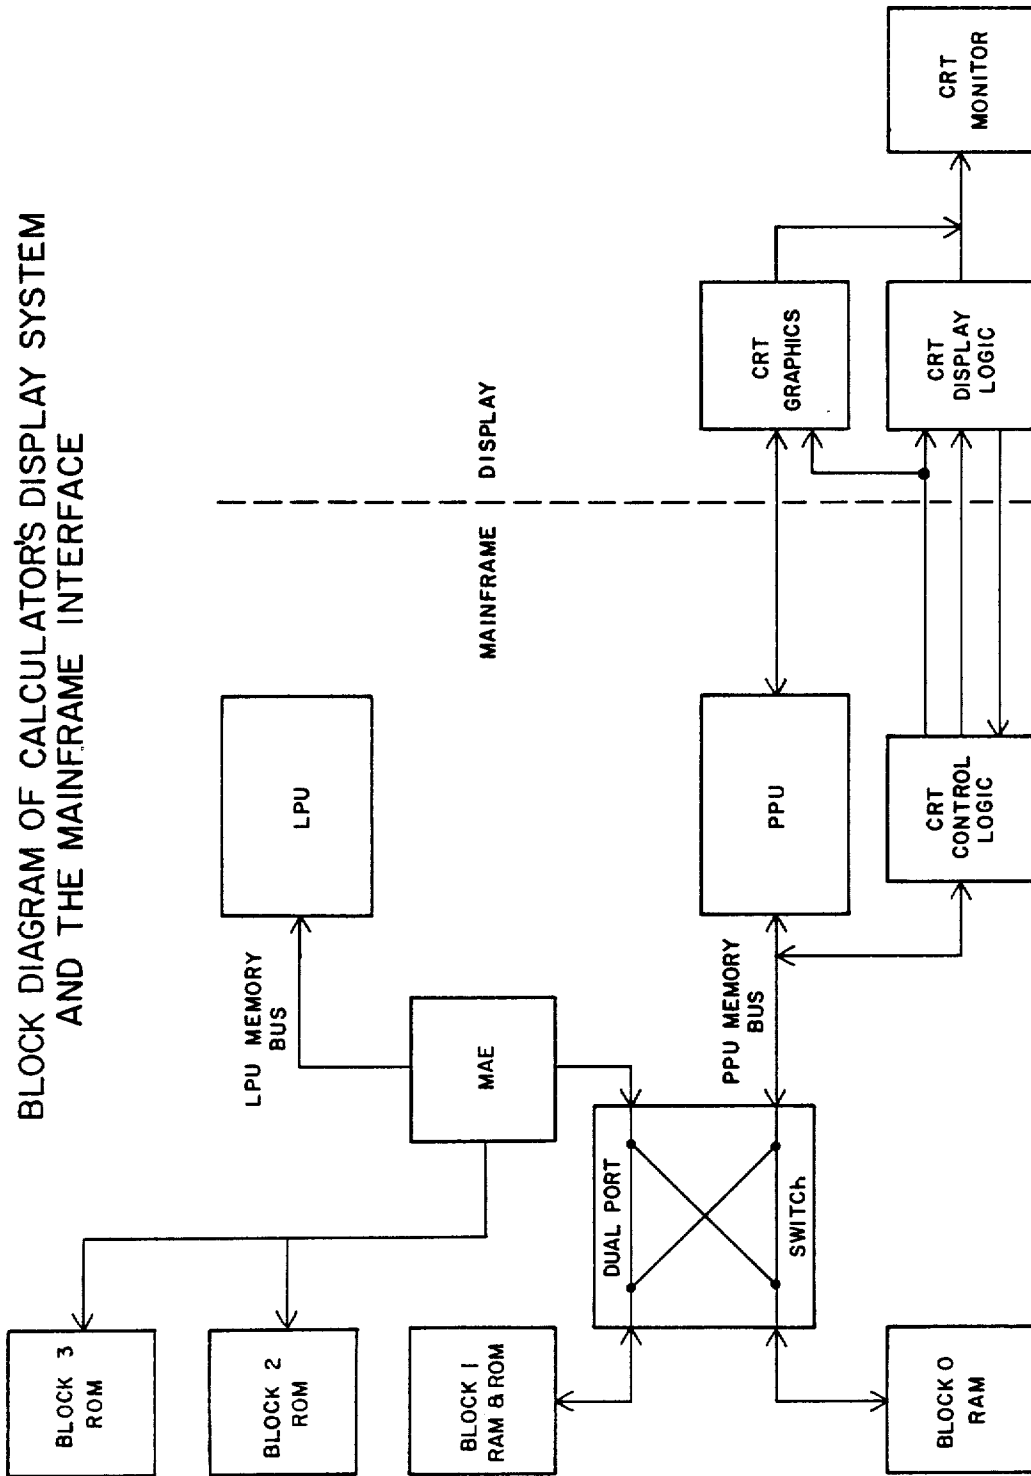 BLOCK DIAGRAM OF CALCULATOR'S DISPLAY SYSTEM
AND THE MAINFRAME INTERFACE
BLOCK 3
ROM
BLOCK 2
ROM
BLOCK 1
RAM & ROM
BLOCK 0
RAM
DUAL PORT
SWITCH
MAE
LPU MEMORY
BUS
PPU MEMORY
BUS
LPU
PPU
CRT
CONTROL
LOGIC
MAINFRAME
DISPLAY
CRT
GRAPHICS
CRT
DISPLAY
LOGIC
CRT
MONITOR